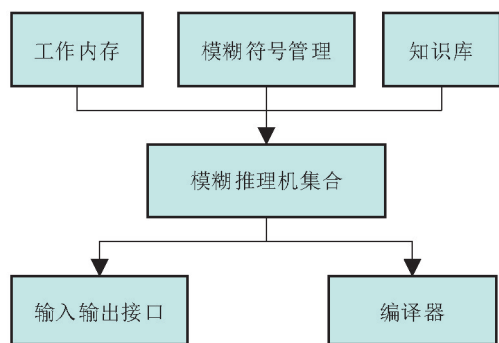 工作内存
模糊符号管理
知识库
模糊推理机集合
输入输出接口
编译器